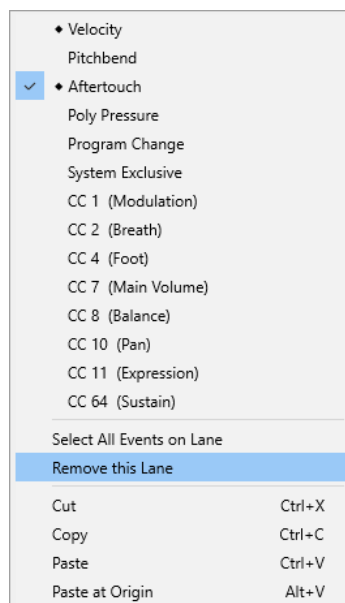 ◆ Velocity
Pitchbend
✓ ◆ Aftertouch
Poly Pressure
Program Change
System Exclusive
CC 1 (Modulation)
CC 2 (Breath)
CC 4 (Foot)
CC 7 (Main Volume)
CC 8 (Balance)
CC 10 (Pan)
CC 11 (Expression)
CC 64 (Sustain)
Select All Events on Lane
Remove this Lane
Cut Ctrl+X
Copy Ctrl+C
Paste Ctrl+V
Paste at Origin Alt+V